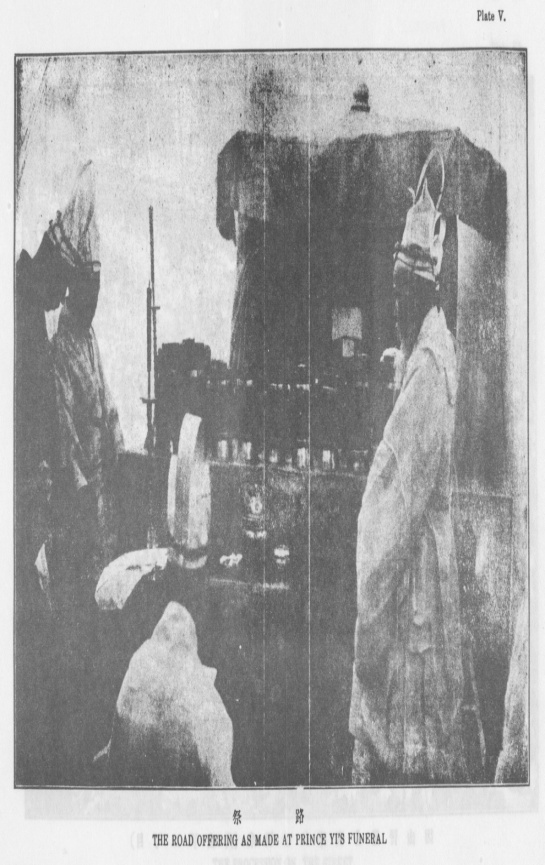 Plate V.
祭 路
THE ROAD OFFERING AS MADE AT PRINCE YI'S FUNERAL